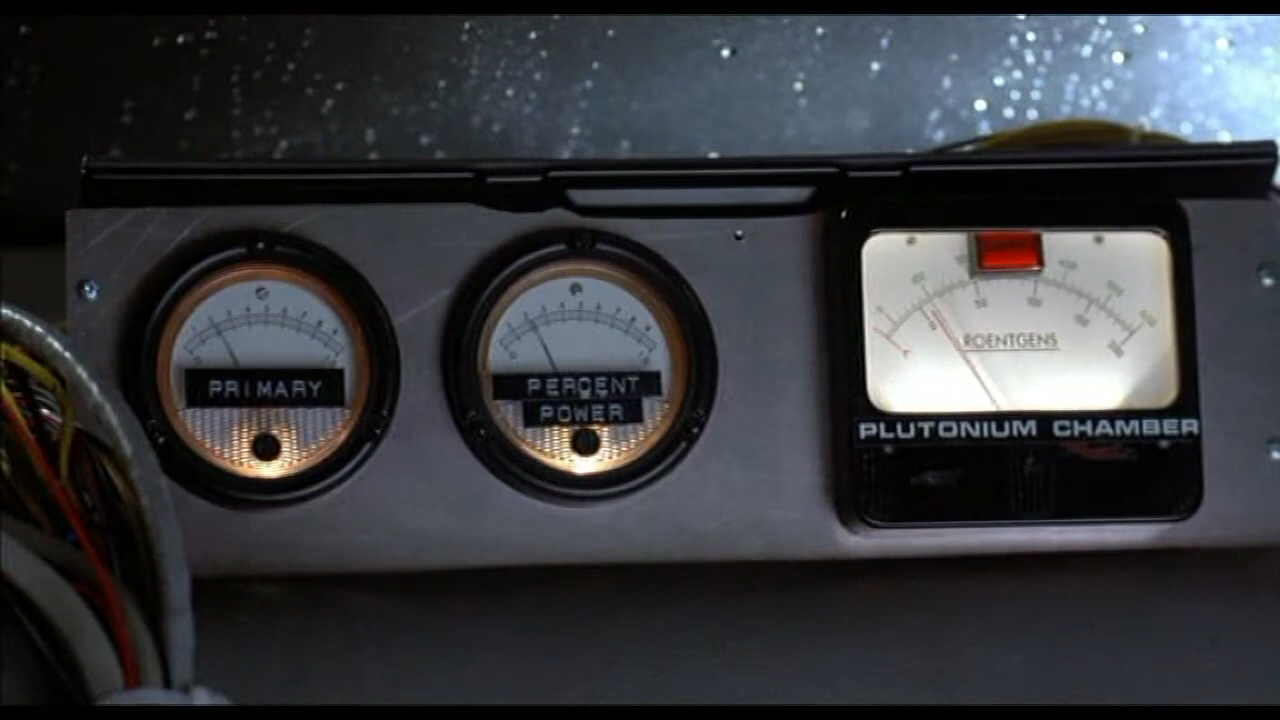 PRIMARY
PERCENT
POWER
ROENTGENS
PLUTONIUM CHAMBER